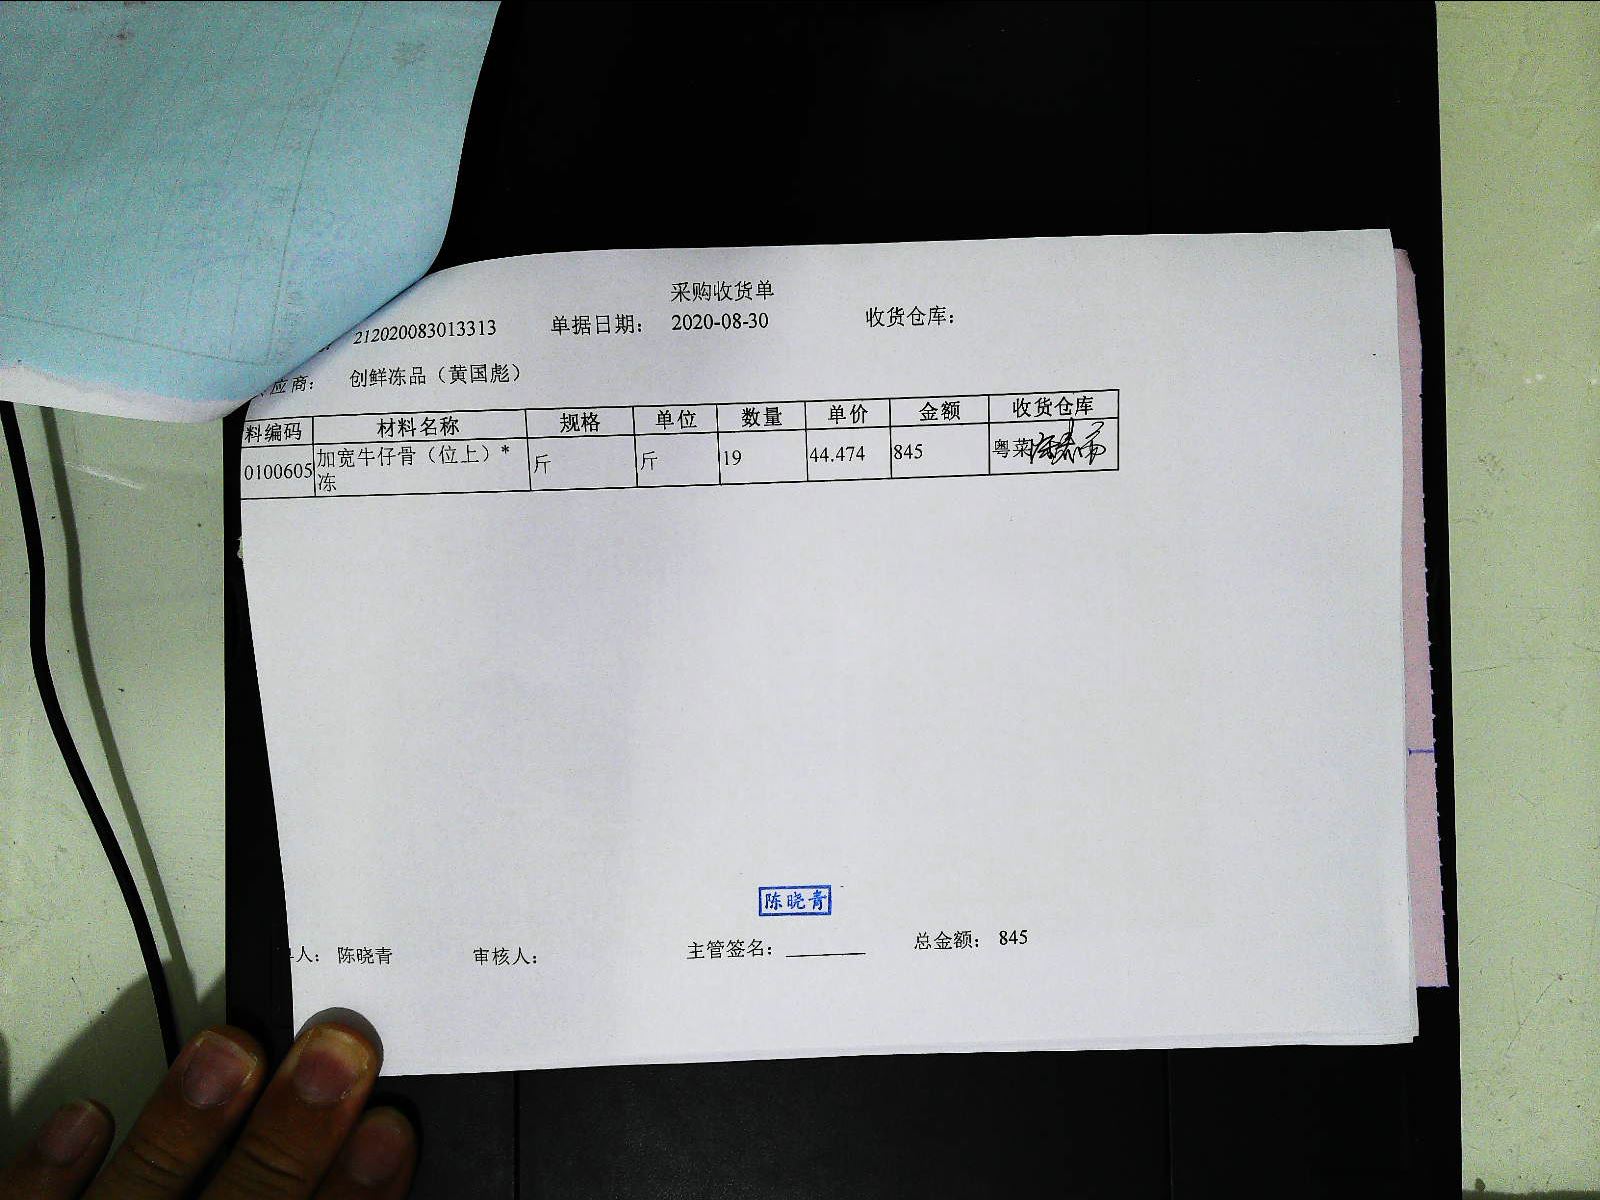 采购收货单
212020083013313 单据日期： 2020-08-30 收货仓库：
应商： 创鲜冻品（黄国彪）
料编码 材料名称 规格 单位 数量 单价 金额 收货仓库
0100605 加宽牛仔骨（位上）* 斤 斤 19 44.474 845 粤菜
冻
陈晓青
人： 陈晓青 审核人： 主管签名： 总金额： 845